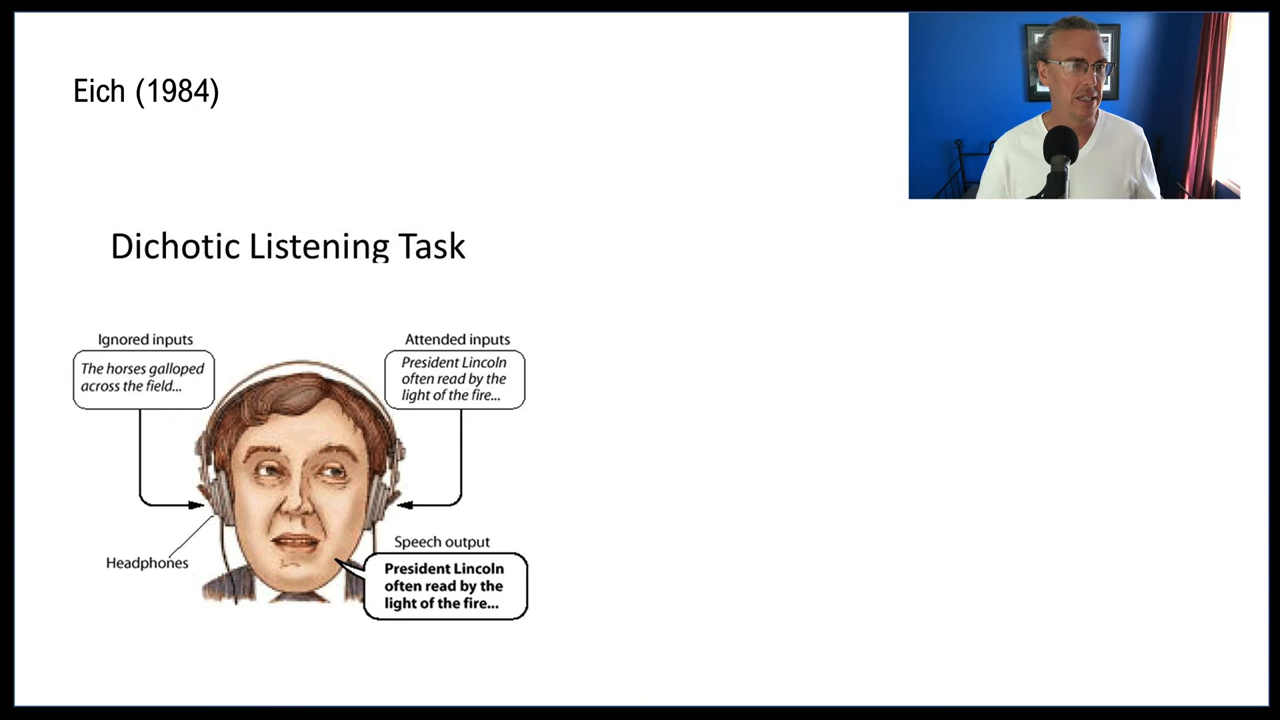 Eich (1984)
Dichotic Listening Task
Ignored inputs
The horses galloped
across the field...
Attended inputs
President Lincoln
often read by the
light of the fire...
Headphones
Speech output
President Lincoln
often read by the
light of the fire...